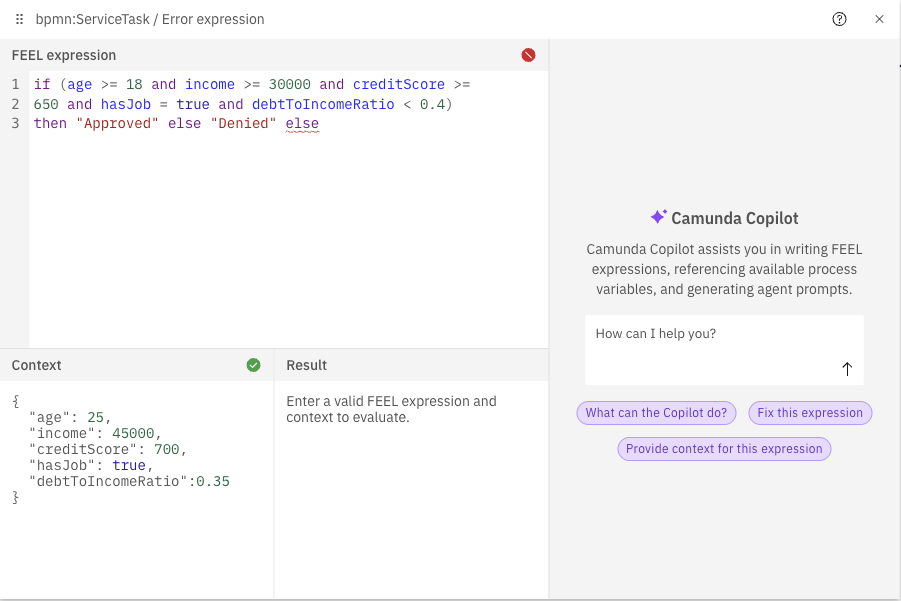 bpmn:ServiceTask / Error expression
FEEL expression
1 if (age >= 18 and income >= 30000 and creditScore >=
2 650 and hasJob = true and debtToIncomeRatio < 0.4)
3 then "Approved" else "Denied" else
Context
{
"age": 25,
"income": 45000,
"creditScore": 700,
"hasJob": true,
"debtToIncomeRatio":0.35
}
Result
Enter a valid FEEL expression and
context to evaluate.
Camunda Copilot
Camunda Copilot assists you in writing FEEL
expressions, referencing available process
variables, and generating agent prompts.
How can I help you?
What can the Copilot do?
Fix this expression
Provide context for this expression